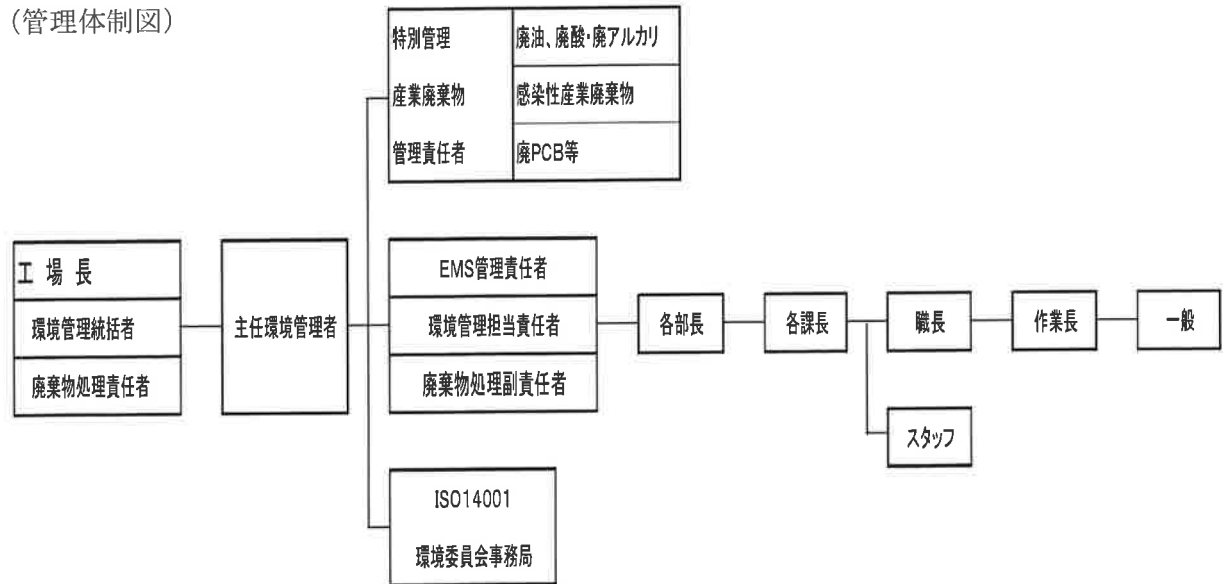 (管理体制図)
特別管理
産業廃棄物
管理責任者
廃油、廃酸・廃アルカリ
感染性産業廃棄物
廃PCB等
工 場 長
環境管理統括者
廃棄物処理責任者
主任環境管理者
EMS管理責任者
環境管理担当責任者
廃棄物処理副責任者
各部長
各課長
職長
作業長
一般
スタッフ
ISO14001
環境委員会事務局